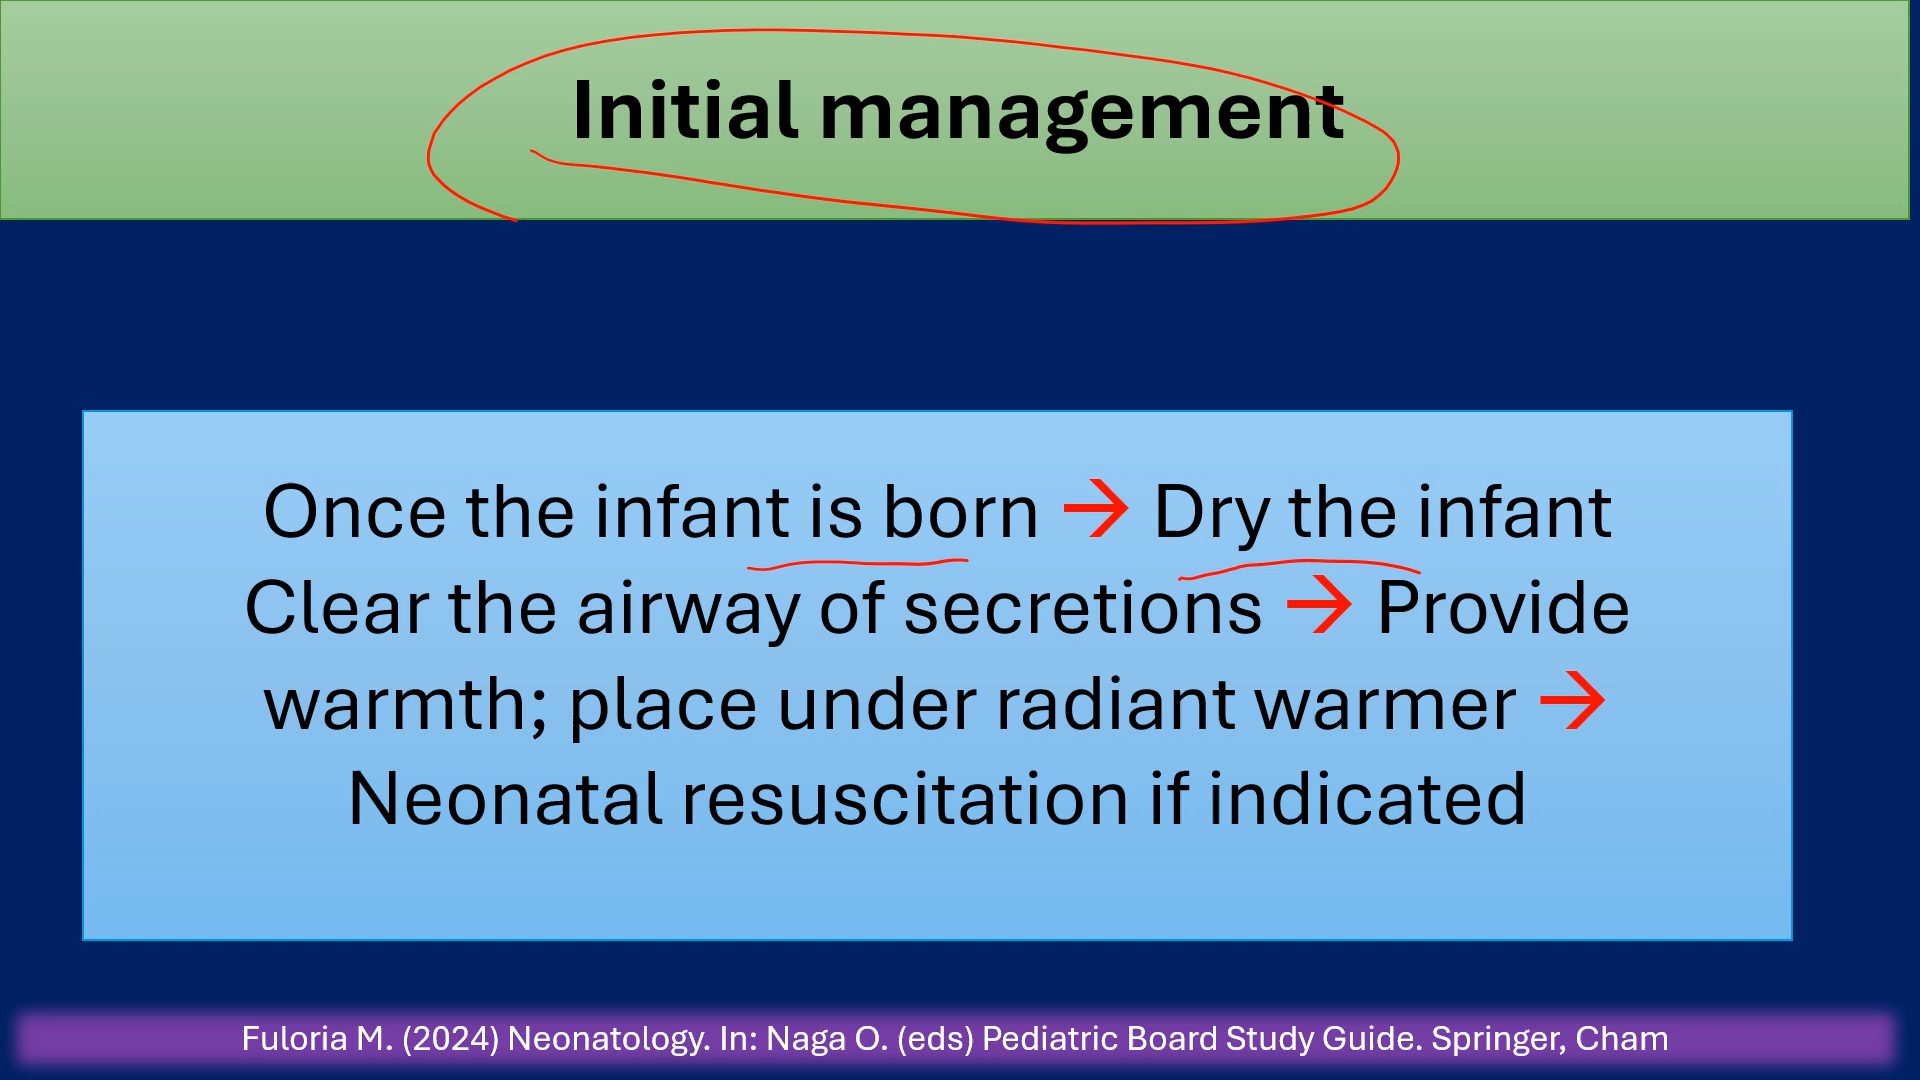 Initial management
Once the infant is born → Dry the infant
Clear the airway of secretions → Provide
warmth; place under radiant warmer →
Neonatal resuscitation if indicated
Fuloria M. (2024) Neonatology. In: Naga O. (eds) Pediatric Board Study Guide. Springer, Cham